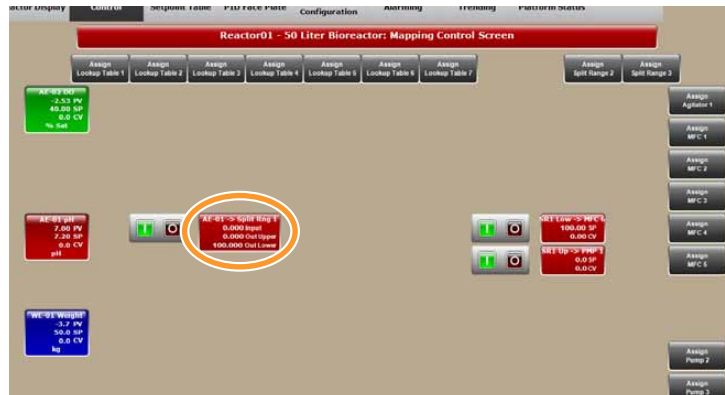 Reactor Display Control Setpoint Table PID Face Plate Configuration Alarming Trending Platform Status
Reactor01 - 50 Liter Bioreactor: Mapping Control Screen
Assign Lookup Table 1
Assign Lookup Table 2
Assign Lookup Table 3
Assign Lookup Table 4
Assign Lookup Table 5
Assign Lookup Table 6
Assign Lookup Table 7
Assign Split Range 2
Assign Split Range 3
AE-02 DO
-2.53 PV
40.00 SP
0.0 CV
% Sat
Assign Agitator 1
Assign MFC 1
Assign MFC 2
Assign MFC 3
Assign MFC 4
Assign MFC 5
AE-01 pH
7.00 PV
7.20 SP
0.0 CV
pH
AE-01 -> Split Rng 1
0.000 Input
0.000 Out Upper
100.000 Out Lower
SR1 Low -> MFC 4
100.00 SP
0.00 CV
SR1 Up -> PMP 1
0.0 SP
0.0 CV
WE-01 Weight
-3.7 PV
50.0 SP
0.0 CV
kg
Assign Pump 2
Assign Pump 3